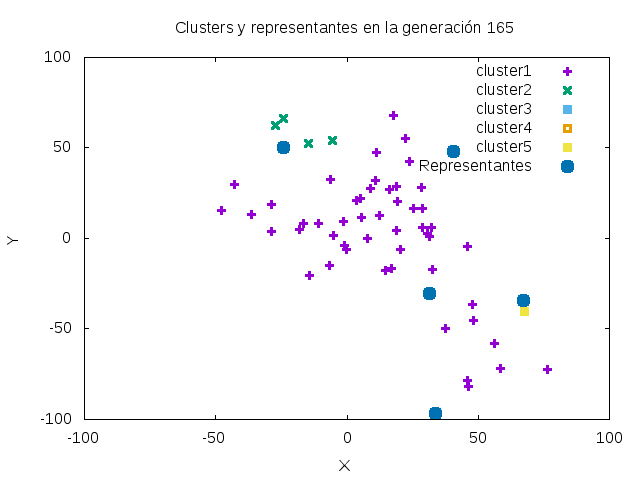 Clusters y representantes en la generación 165
100
50
0
-50
-100
-100
-50
0
50
100
Y
X
cluster1
cluster2
cluster3
cluster4
cluster5
Representantes